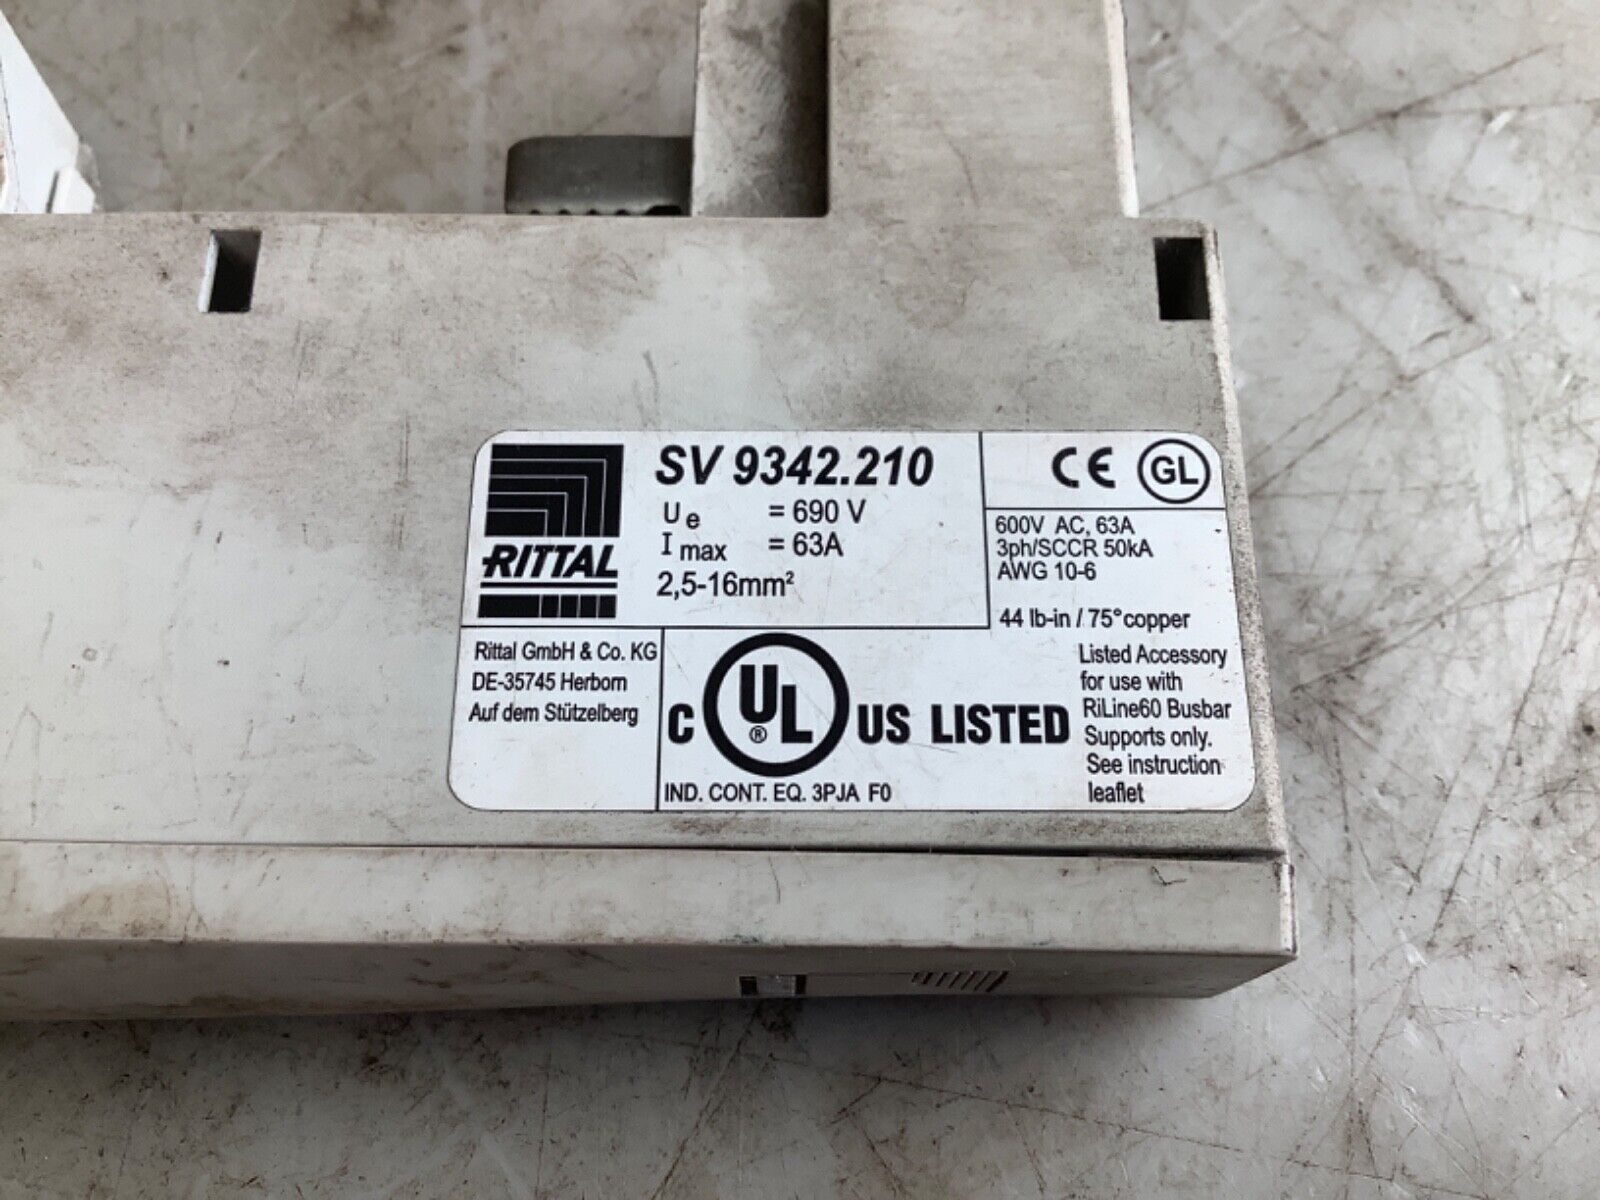 RITTAL
SV 9342.210
Ue = 690 V
Imax = 63A
2,5-16mm²
CE GL
600V AC, 63A
3ph/SCCR 50kA
AWG 10-6
44 lb-in / 75° copper
Rittal GmbH & Co. KG
DE-35745 Herborn
Auf dem Stützelberg
C UL® US LISTED
IND. CONT. EQ. 3PJA F0
Listed Accessory
for use with
RiLine60 Busbar
Supports only.
See instruction
leaflet